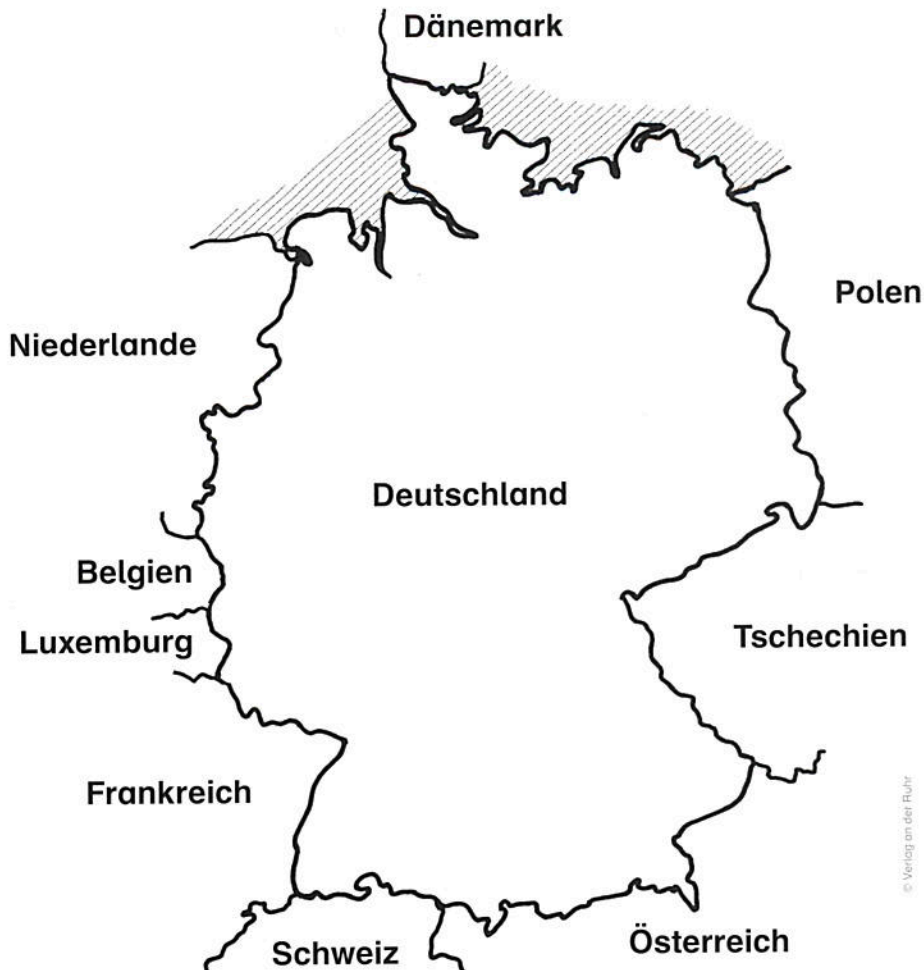 Dänemark
Polen
Niederlande
Deutschland
Belgien
Luxemburg
Tschechien
Frankreich
© Verlag an der Ruhr
Schweiz
Österreich